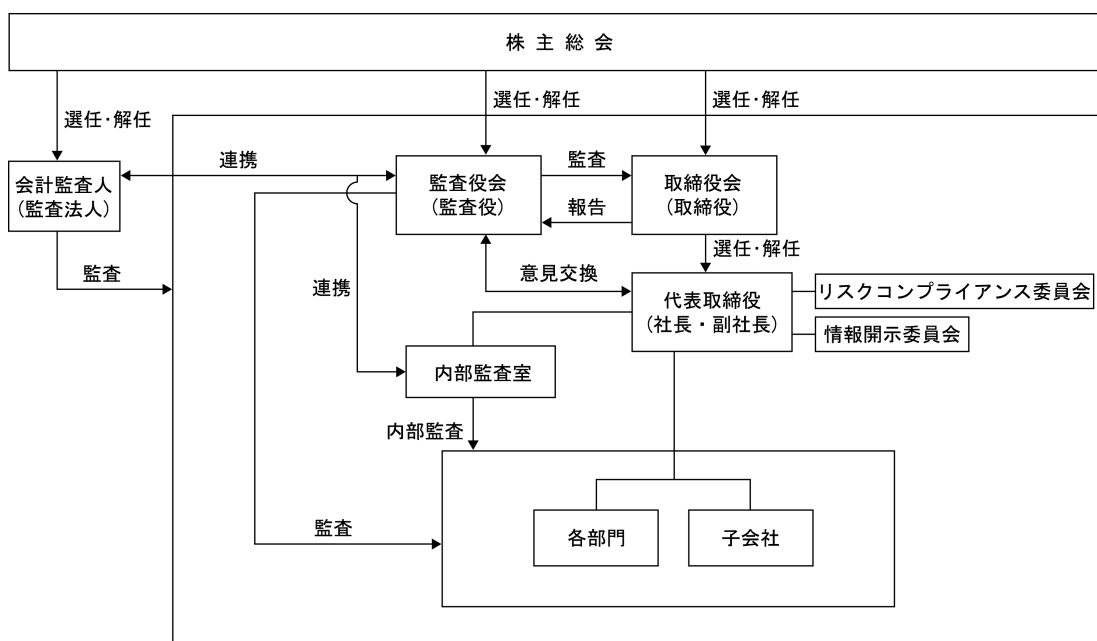 株主総会
選任・解任
選任・解任
選任・解任
連携
会計監査人
(監査法人)
監査役会
(監査役)
監査
報告
取締役会
(取締役)
選任・解任
監査
連携
意見交換
代表取締役
(社長・副社長)
リスクコンプライアンス委員会
情報開示委員会
内部監査室
内部監査
監査
各部門
子会社